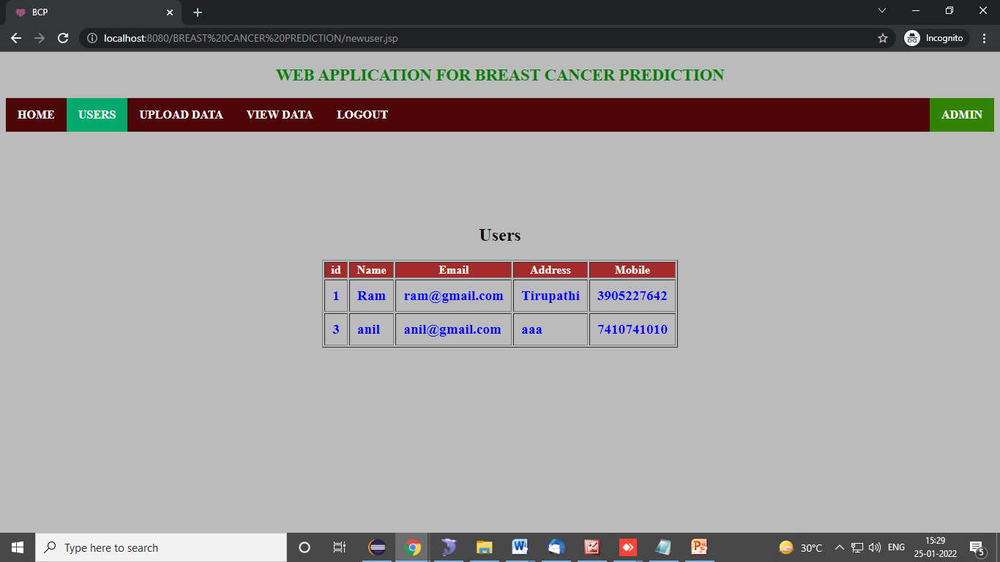 BCP
localhost:8080/BREAST%20CANCER%20PREDICTION/newuser.jsp
Incognito
WEB APPLICATION FOR BREAST CANCER PREDICTION
HOME USERS UPLOAD DATA VIEW DATA LOGOUT ADMIN
Users
id Name Email Address Mobile
1 Ram ram@gmail.com Tirupathi 3905227642
3 anil anil@gmail.com aaa 7410741010
Type here to search
30°C
ENG
15:29
25-01-2022
5